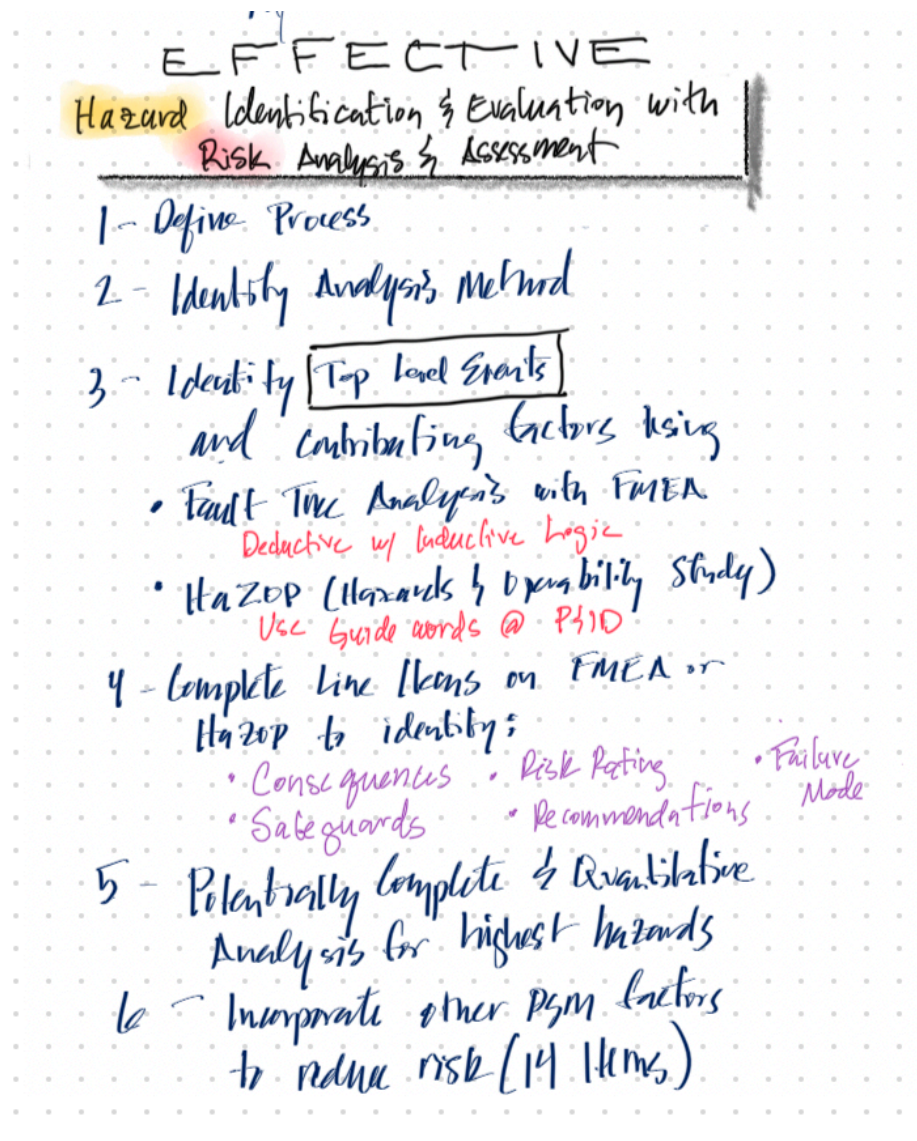 EFFECTIVE
Hazard Identification & Evaluation with
Risk Analysis & Assessment
1 - Define Process
2 - Identify Analysis Method
3 - Identify Top Level Events
and contributing factors using
• Fault Tree Analysis with FMEA
Deductive w/ Inductive Logic
• HaZOP (Hazards & Operability Study)
Use Guide words @ P&ID
4 - Complete Line Items on FMEA or
HazOP to identify:
• Consequences • Risk Rating • Failure Mode
• Safeguards • Recommendations
5 - Potentially Complete & Quantitative
Analysis for highest hazards
6 - Incorporate other PSM factors
to reduce risk (14 Items)